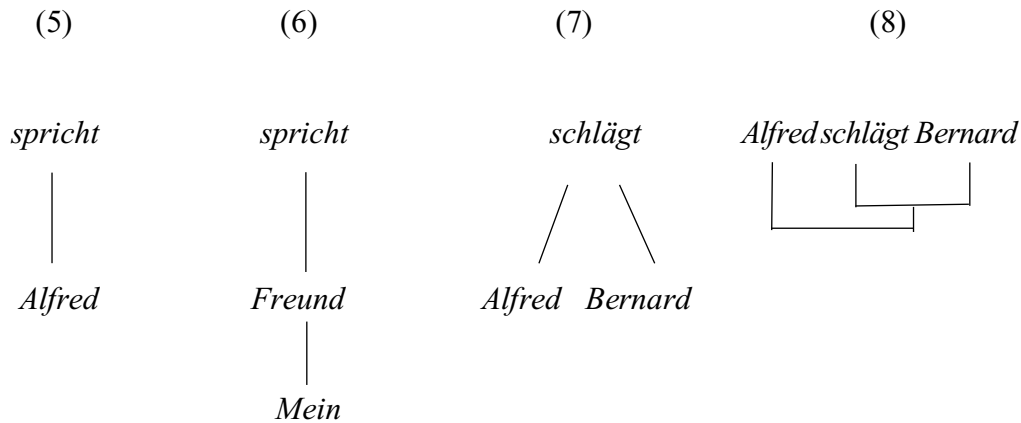 (5) (6) (7) (8)
spricht spricht schlägt Alfred schlägt Bernard
Alfred Freund Alfred Bernard
Mein